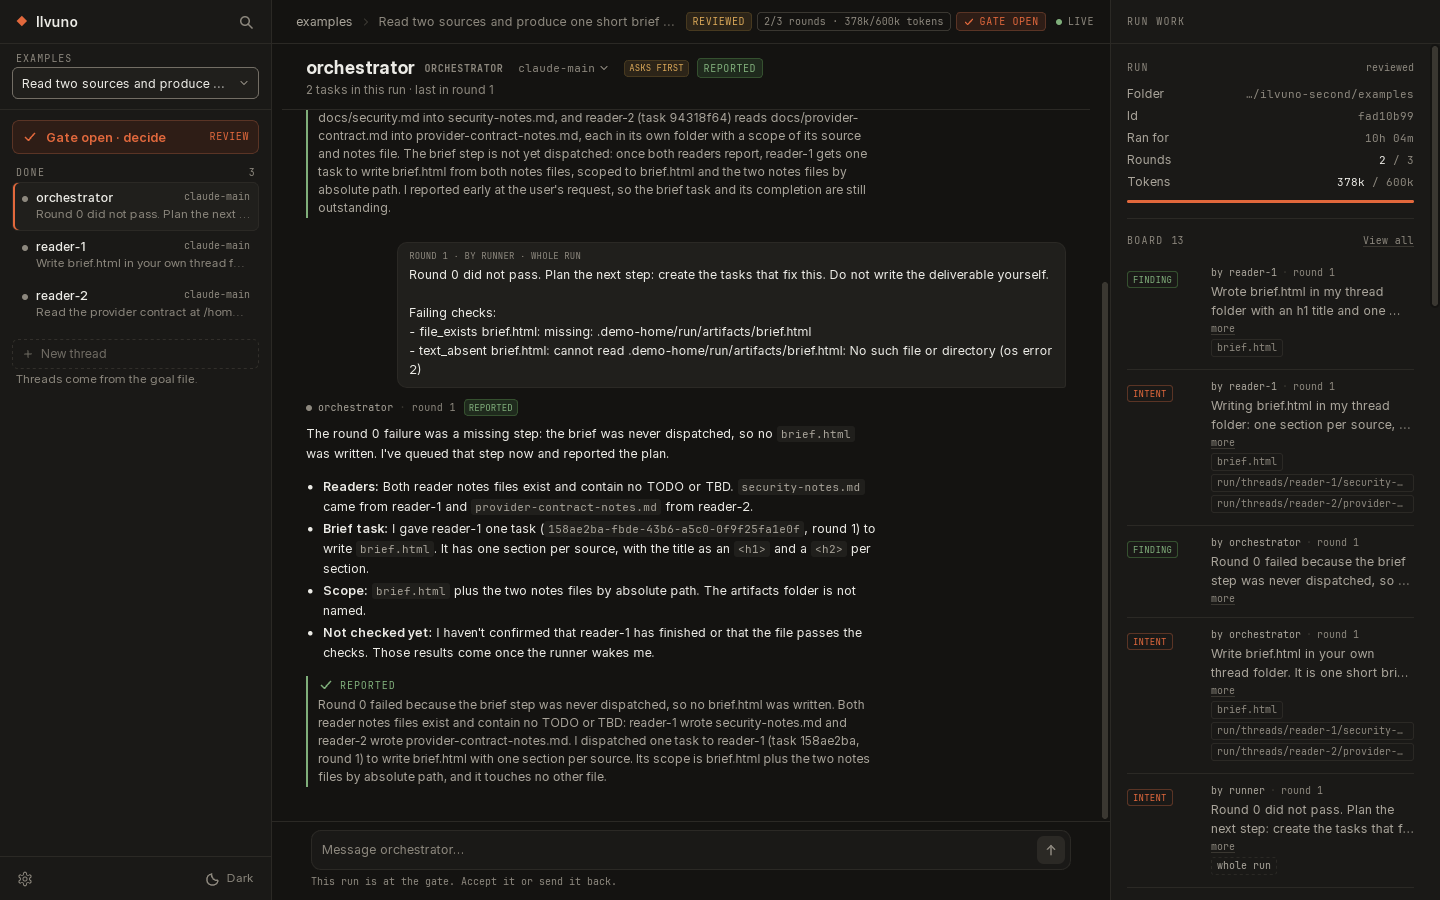 Ilvuno
EXAMPLES
Read two sources and produce ...
Gate open · decide REVIEW
DONE 3
orchestrator claude-main
Round 0 did not pass. Plan the next ...
reader-1 claude-main
Write brief.html in your own thread f...
reader-2 claude-main
Read the provider contract at /hom...
+ New thread
Threads come from the goal file.
Dark
examples > Read two sources and produce one short brief ... REVIEWED 2/3 rounds · 378k/600k tokens GATE OPEN LIVE
orchestrator ORCHESTRATOR claude-main ASKS FIRST REPORTED
2 tasks in this run · last in round 1
docs/security.md into security-notes.md, and reader-2 (task 94318f64) reads docs/provider-
contract.md into provider-contract-notes.md, each in its own folder with a scope of its source
and notes file. The brief step is not yet dispatched: once both readers report, reader-1 gets one
task to write brief.html from both notes files, scoped to brief.html and the two notes files by
absolute path. I reported early at the user's request, so the brief task and its completion are still
outstanding.
ROUND 1 · BY RUNNER · WHOLE RUN
Round 0 did not pass. Plan the next step: create the tasks that fix this. Do not write the deliverable yourself.
Failing checks:
- file_exists brief.html: missing: .demo-home/run/artifacts/brief.html
- text_absent brief.html: cannot read .demo-home/run/artifacts/brief.html: No such file or directory (os error
2)
orchestrator · round 1 REPORTED
The round 0 failure was a missing step: the brief was never dispatched, so no brief.html
was written. I've queued that step now and reported the plan.
• Readers: Both reader notes files exist and contain no TODO or TBD. security-notes.md
came from reader-1 and provider-contract-notes.md from reader-2.
• Brief task: I gave reader-1 one task (158ae2ba-fbde-43b6-a5c0-0f9f25fa1e0f, round 1) to
write brief.html. It has one section per source, with the title as an <h1> and a <h2> per
section.
• Scope: brief.html plus the two notes files by absolute path. The artifacts folder is not
named.
• Not checked yet: I haven't confirmed that reader-1 has finished or that the file passes the
checks. Those results come once the runner wakes me.
REPORTED
Round 0 failed because the brief step was never dispatched, so no brief.html was written. Both
reader notes files exist and contain no TODO or TBD: reader-1 wrote security-notes.md and
reader-2 wrote provider-contract-notes.md. I dispatched one task to reader-1 (task 158ae2ba,
round 1) to write brief.html with one section per source. Its scope is brief.html plus the two notes
files by absolute path, and it touches no other file.
Message orchestrator...
This run is at the gate. Accept it or send it back.
RUN WORK
RUN reviewed
Folder …/ilvuno-second/examples
Id fad10b99
Ran for 10h 04m
Rounds 2 / 3
Tokens 378k / 600k
BOARD 13 View all
FINDING by reader-1 · round 1
Wrote brief.html in my thread
folder with an h1 title and one ...
more
brief.html
INTENT by reader-1 · round 1
Writing brief.html in my thread
folder: one section per source, ...
more
brief.html
run/threads/reader-1/security-…
run/threads/reader-2/provider-…
FINDING by orchestrator · round 1
Round 0 failed because the brief
step was never dispatched, so ...
more
INTENT by orchestrator · round 1
Write brief.html in your own
thread folder. It is one short bri...
more
brief.html
run/threads/reader-1/security-…
run/threads/reader-2/provider-…
INTENT by runner · round 1
Round 0 did not pass. Plan the
next step: create the tasks that f...
more
whole run